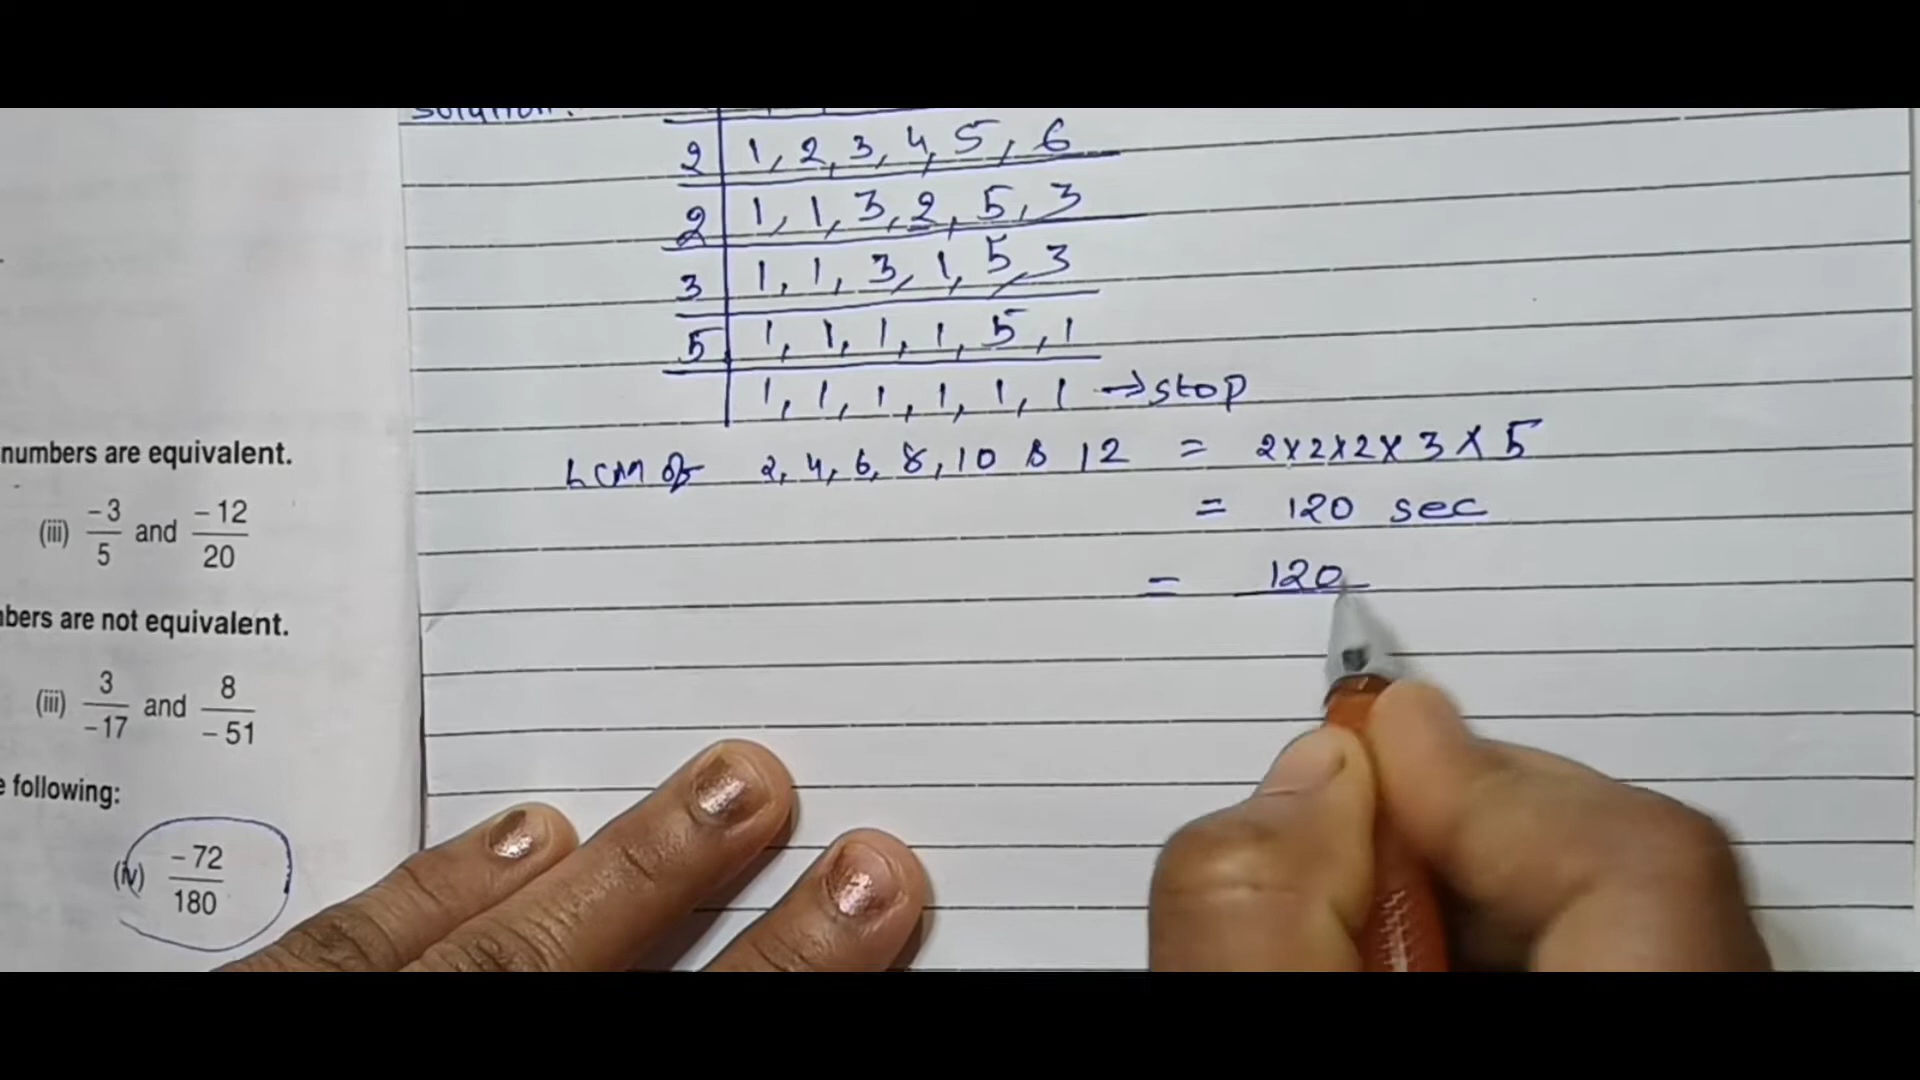 Solution:
2 | 1, 2, 3, 4, 5, 6
2 | 1, 1, 3, 2, 5, 3
3 | 1, 1, 3, 1, 5, 3
5 | 1, 1, 1, 1, 5, 1
1, 1, 1, 1, 1, 1 → stop
LCM of 2, 4, 6, 8, 10 & 12 = 2×2×2×3×5
= 120 sec
= 120
numbers are equivalent.
(iii) -3/5 and -12/20
bers are not equivalent.
(iii) 3/-17 and 8/-51
e following:
(iv) -72/180